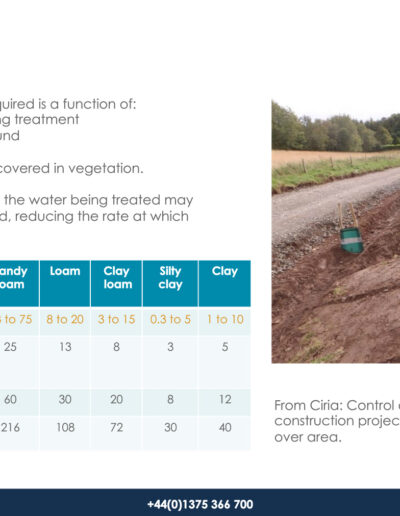 quired is a function of:
ng treatment
und
covered in vegetation.
the water being treated may
d, reducing the rate at which
andy Loam Clay Silty Clay
oam loam clay
to 75 8 to 20 3 to 15 0.3 to 5 1 to 10
25 13 8 3 5
60 30 20 8 12
216 108 72 30 40
From Ciria: Control
construction projec
over area.
+44(0)1375 366 700